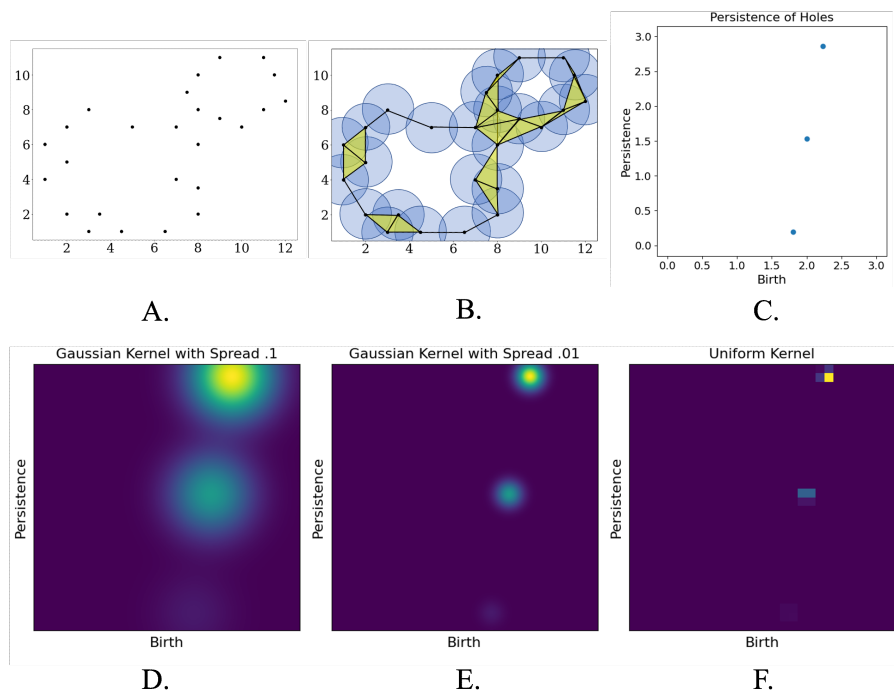 Persistence of Holes
10
8
6
4
2
2 4 6 8 10 12
10
8
6
4
2
2 4 6 8 10 12
3.0
2.5
2.0
1.5
1.0
0.5
0.0
Persistence
0.0 0.5 1.0 1.5 2.0 2.5 3.0
Birth
A.
B.
C.
Gaussian Kernel with Spread .1
Persistence
Birth
Gaussian Kernel with Spread .01
Persistence
Birth
Uniform Kernel
Persistence
Birth
D.
E.
F.